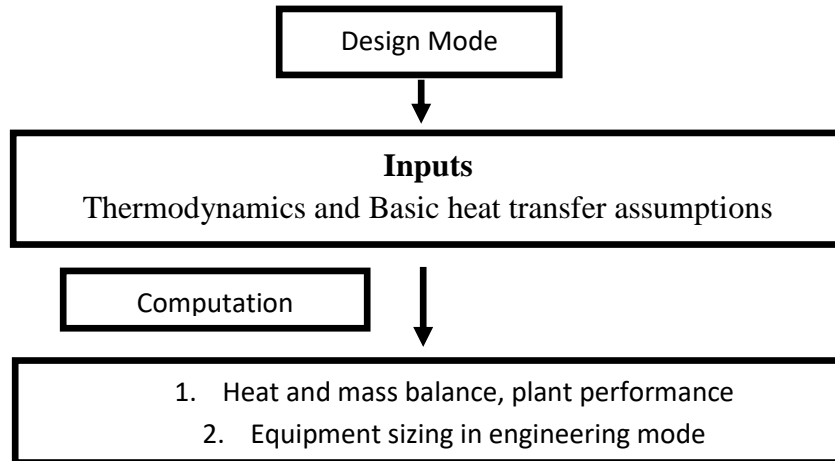 Design Mode
Inputs
Thermodynamics and Basic heat transfer assumptions
Computation
1. Heat and mass balance, plant performance
2. Equipment sizing in engineering mode